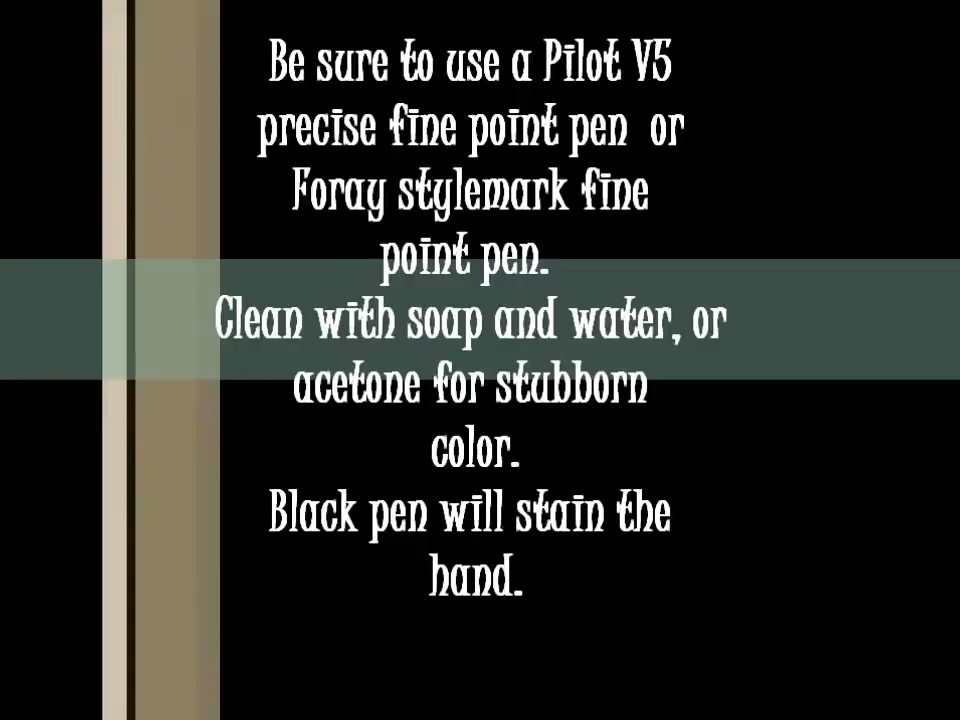 Be sure to use a Pilot V5
precise fine point pen or
Foray stylemark fine
point pen.
Clean with soap and water, or
acetone for stubborn
color.
Black pen will stain the
hand.